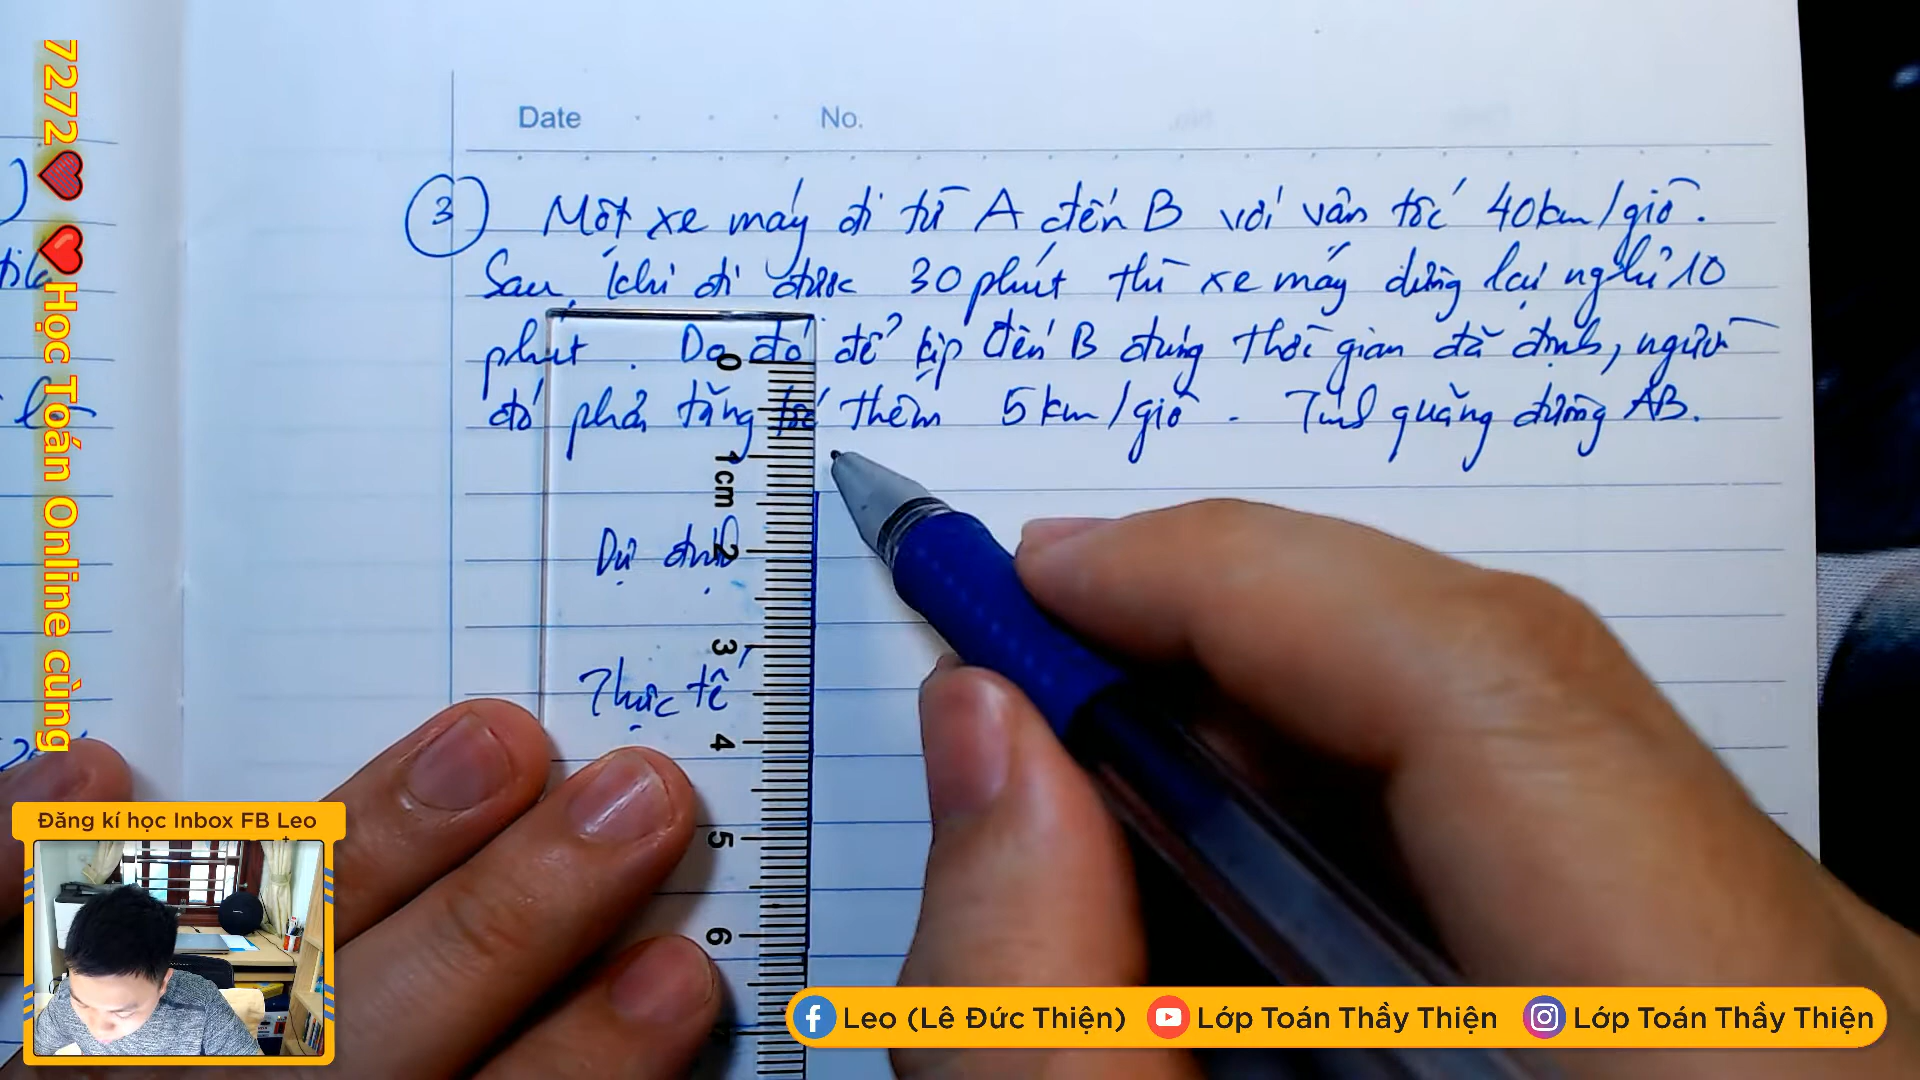 72772❤️ ❤️Học Toán Online cùng
Date No.
3 Một xe máy đi từ A đến B với vận tốc 40km/giờ.
Sau khi đi được 30 phút thì xe máy dừng lại nghỉ 10
phút. Do đó để kịp đến B đúng thời gian đã định, người
đó phải tăng tốc thêm 5km/giờ. Tính quãng đường AB.
Dự định
Thực tế
0
1cm
2
3
4
5
6
Đăng kí học Inbox FB Leo
Leo (Lê Đức Thiện) Lớp Toán Thầy Thiện Lớp Toán Thầy Thiện